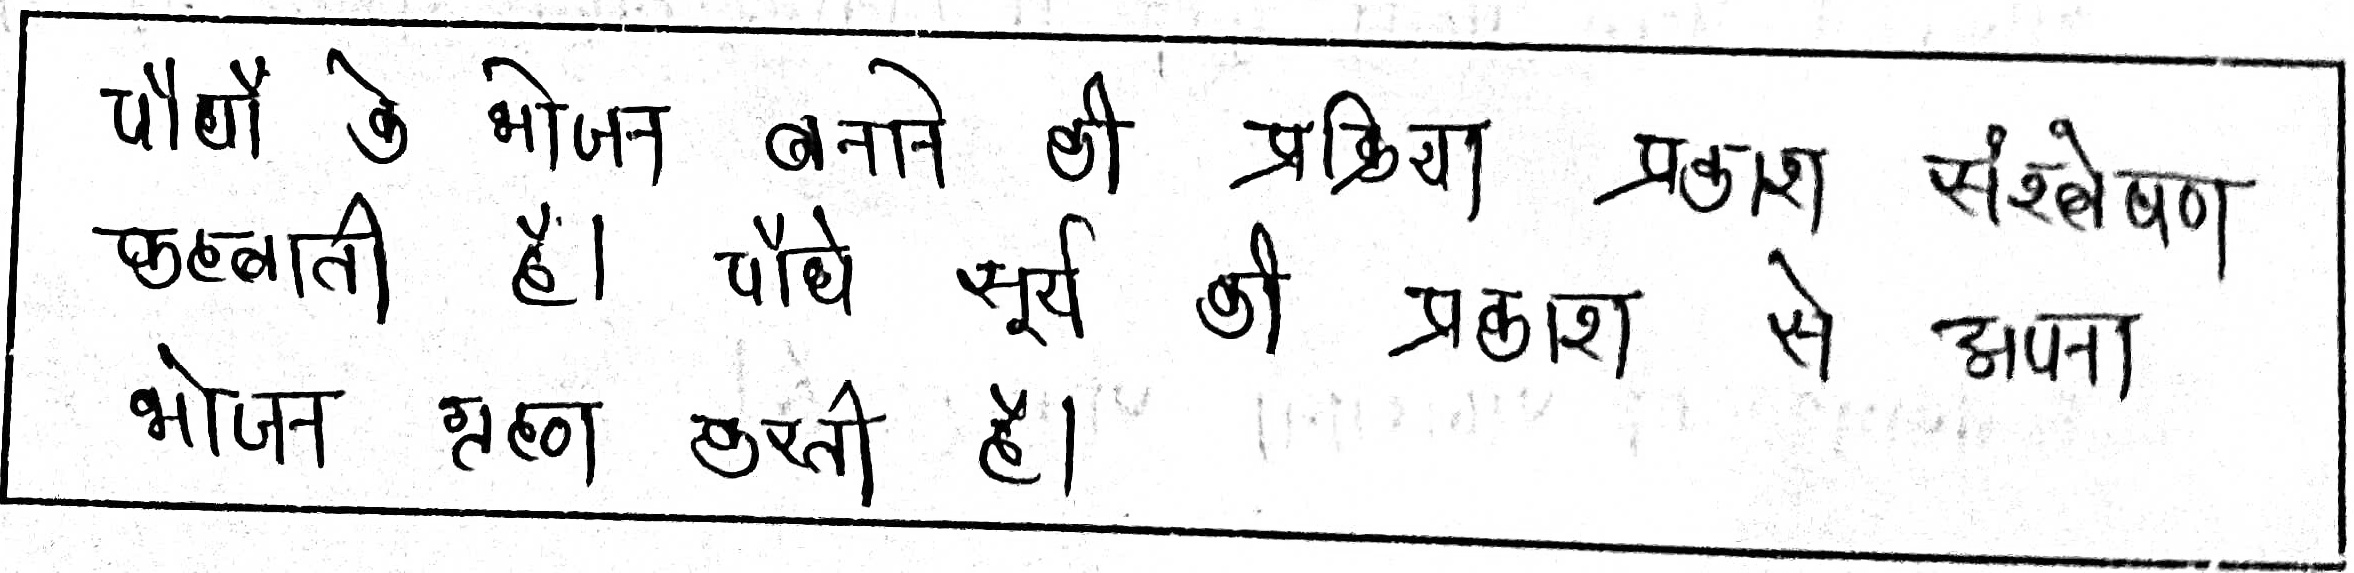 पौधों के भोजन बनाने की प्रक्रिया प्रकाश संश्लेषण
कहलाती है। पौधे सूर्य की प्रकाश से अपना
भोजन ग्रहण करती है।